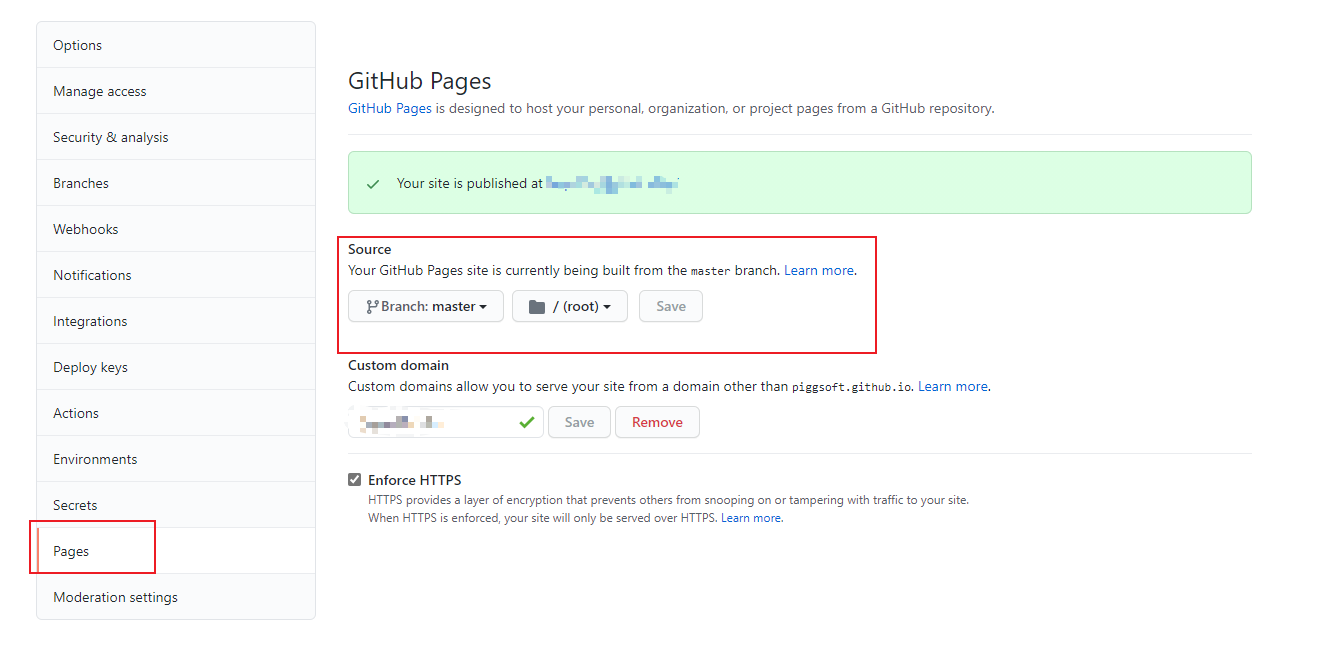 Options
Manage access
Security & analysis
Branches
Webhooks
Notifications
Integrations
Deploy keys
Actions
Environments
Secrets
Pages
Moderation settings
GitHub Pages
GitHub Pages is designed to host your personal, organization, or project pages from a GitHub repository.
Your site is published at
Source
Your GitHub Pages site is currently being built from the master branch. Learn more.
Branch: master / (root) Save
Custom domain
Custom domains allow you to serve your site from a domain other than piggsoft.github.io. Learn more.
Save Remove
Enforce HTTPS
HTTPS provides a layer of encryption that prevents others from snooping on or tampering with traffic to your site.
When HTTPS is enforced, your site will only be served over HTTPS. Learn more.